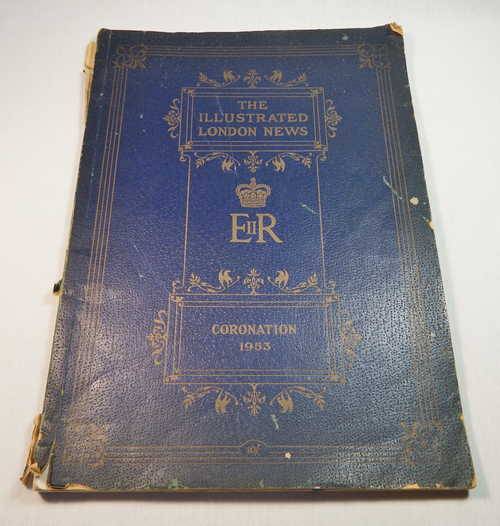 THE
ILLUSTRATED
LONDON NEWS
EIIR
CORONATION
1953